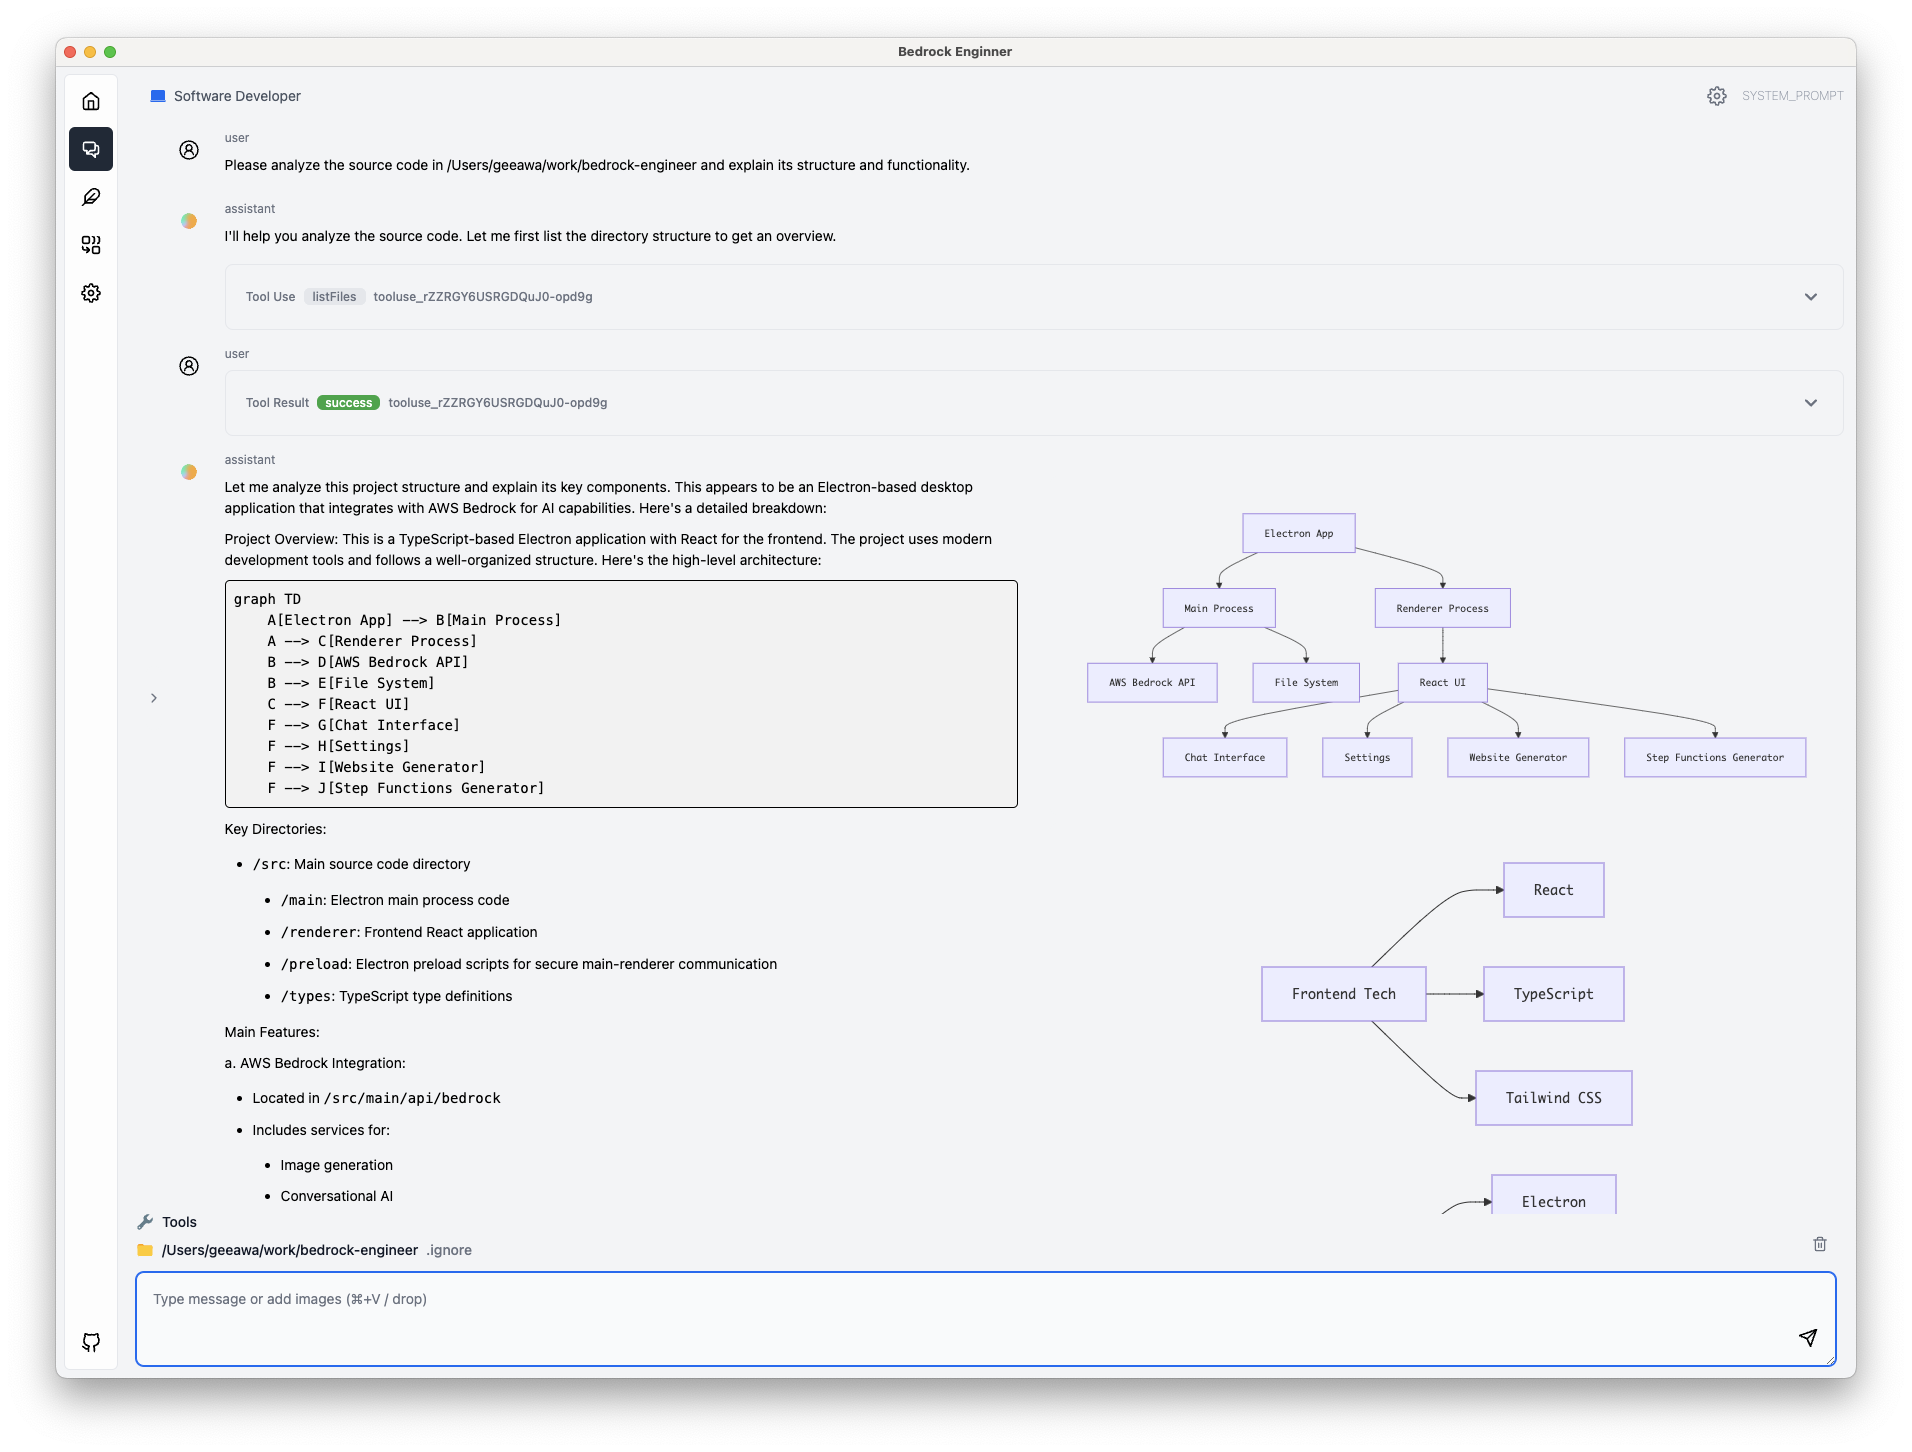 Bedrock Enginner
Software Developer
SYSTEM_PROMPT
user
Please analyze the source code in /Users/geeawa/work/bedrock-engineer and explain its structure and functionality.
assistant
I'll help you analyze the source code. Let me first list the directory structure to get an overview.
Tool Use listFiles tooluse_rZZRGY6USRGDQuJ0-opd9g
user
Tool Result success tooluse_rZZRGY6USRGDQuJ0-opd9g
assistant
Let me analyze this project structure and explain its key components. This appears to be an Electron-based desktop
application that integrates with AWS Bedrock for AI capabilities. Here's a detailed breakdown:
Project Overview: This is a TypeScript-based Electron application with React for the frontend. The project uses modern
development tools and follows a well-organized structure. Here's the high-level architecture:
graph TD
A[Electron App] --> B[Main Process]
A --> C[Renderer Process]
B --> D[AWS Bedrock API]
B --> E[File System]
C --> F[React UI]
F --> G[Chat Interface]
F --> H[Settings]
F --> I[Website Generator]
F --> J[Step Functions Generator]
Key Directories:
• /src: Main source code directory
• /main: Electron main process code
• /renderer: Frontend React application
• /preload: Electron preload scripts for secure main-renderer communication
• /types: TypeScript type definitions
Main Features:
a. AWS Bedrock Integration:
• Located in /src/main/api/bedrock
• Includes services for:
• Image generation
• Conversational AI
Electron App
Main Process
Renderer Process
AWS Bedrock API
File System
React UI
Chat Interface
Settings
Website Generator
Step Functions Generator
React
Frontend Tech
TypeScript
Tailwind CSS
Electron
Tools
/Users/geeawa/work/bedrock-engineer .ignore
Type message or add images (⌘+V / drop)